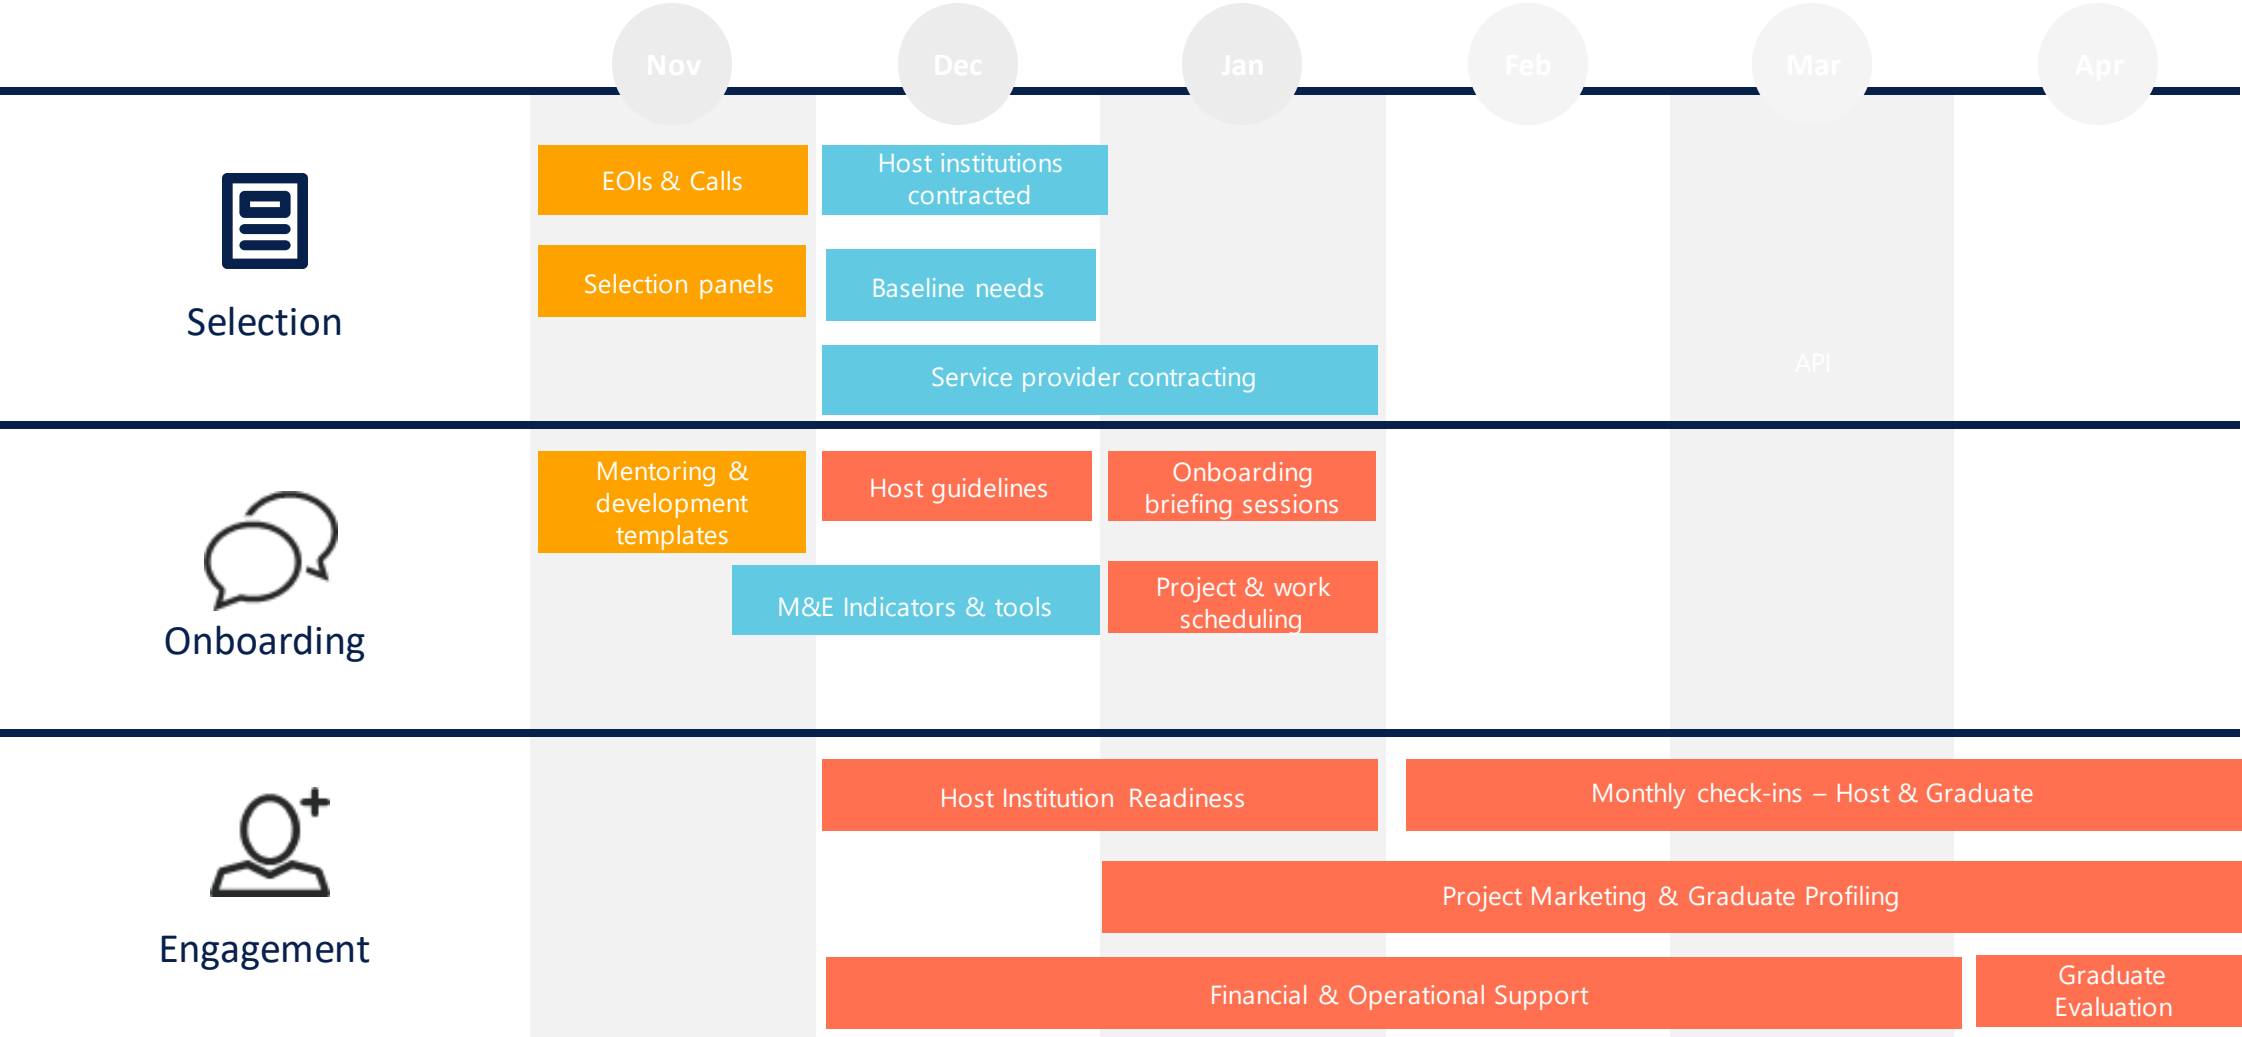 Nov
Dec
Jan
Feb
Mar
Apr
Selection
EOIs & Calls
Host institutions
contracted
Selection panels
Baseline needs
Service provider contracting
API
Onboarding
Mentoring &
development
templates
Host guidelines
Onboarding
briefing sessions
M&E Indicators & tools
Project & work
scheduling
Engagement
Host Institution Readiness
Monthly check-ins – Host & Graduate
Project Marketing & Graduate Profiling
Financial & Operational Support
Graduate
Evaluation